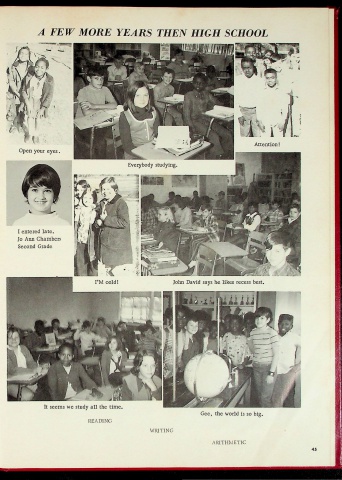 A FEW MORE YEARS THEN HIGH SCHOOL
Open your eyes.
Everybody studying.
Attention!
I entered late.
Jo Ann Chambers
Second Grade
I'M cold!
John David says he likes recess best.
It seems we study all the time.
Gee, the world is so big.
READING
WRITING
ARITHMETIC
43